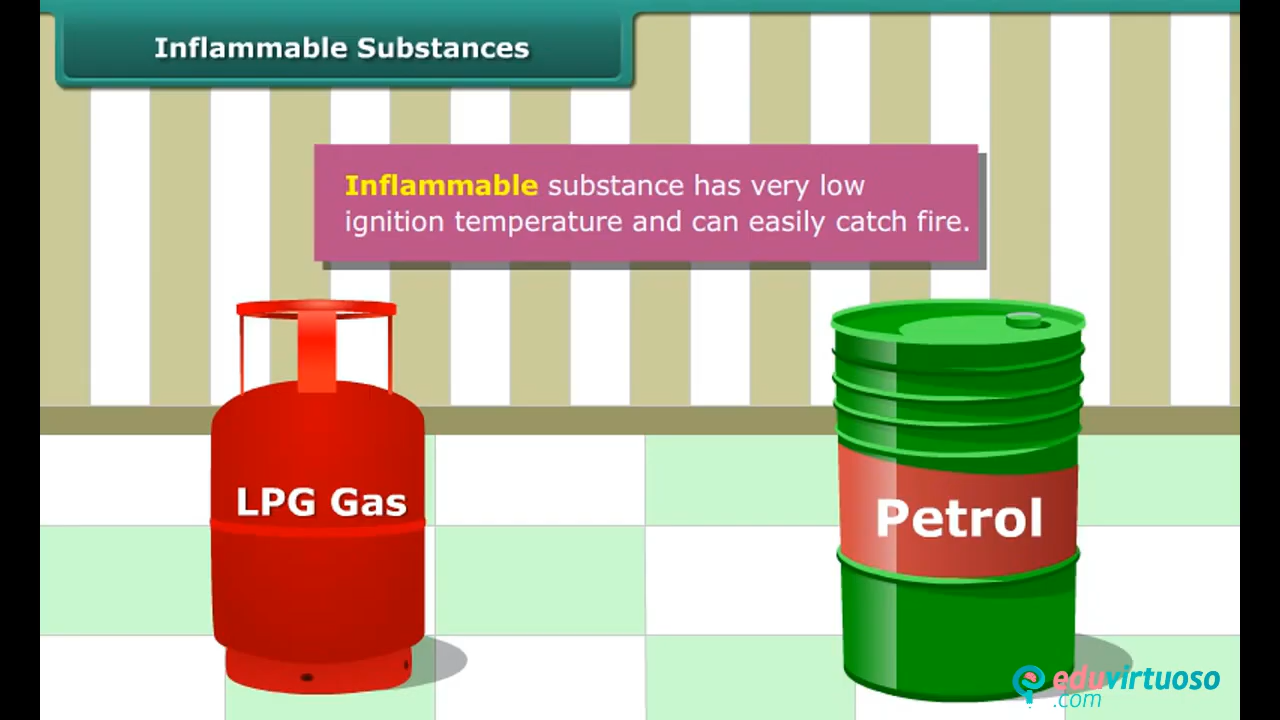 Inflammable Substances
Inflammable substance has very low
ignition temperature and can easily catch fire.
LPG Gas
Petrol
eduvirtuoso
.com